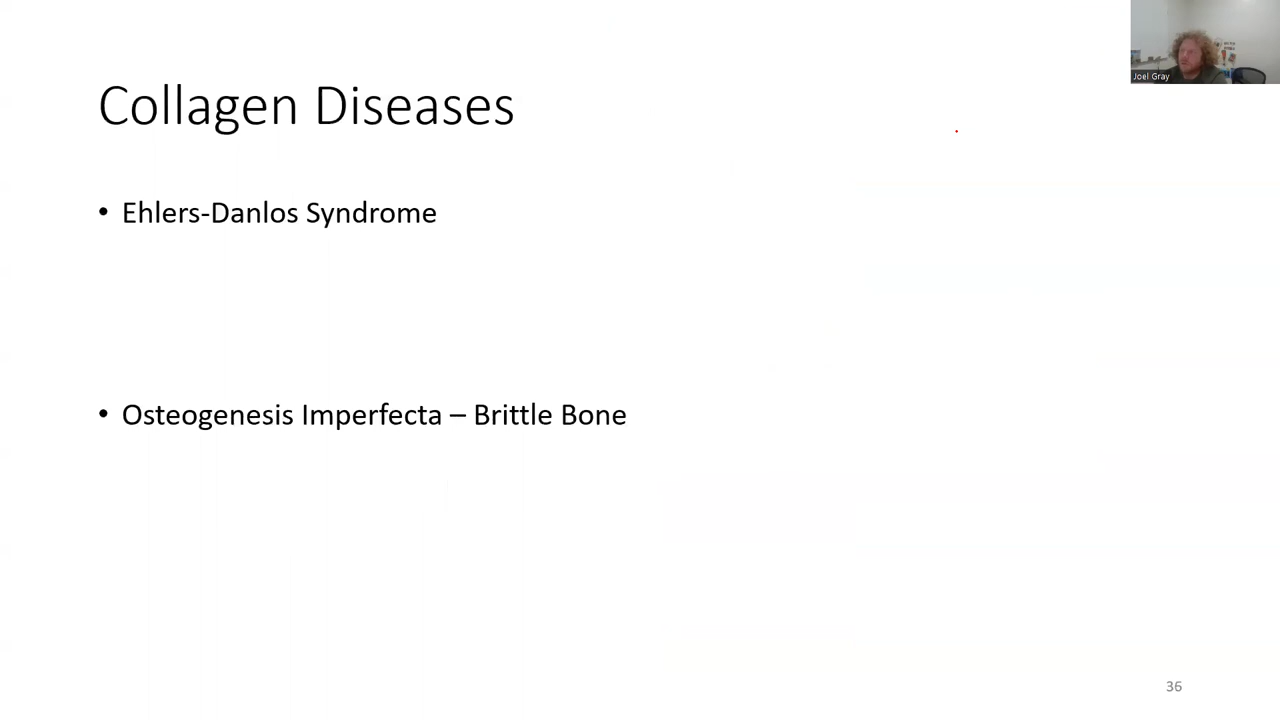 Joel Gray
Collagen Diseases
• Ehlers-Danlos Syndrome
• Osteogenesis Imperfecta – Brittle Bone
36